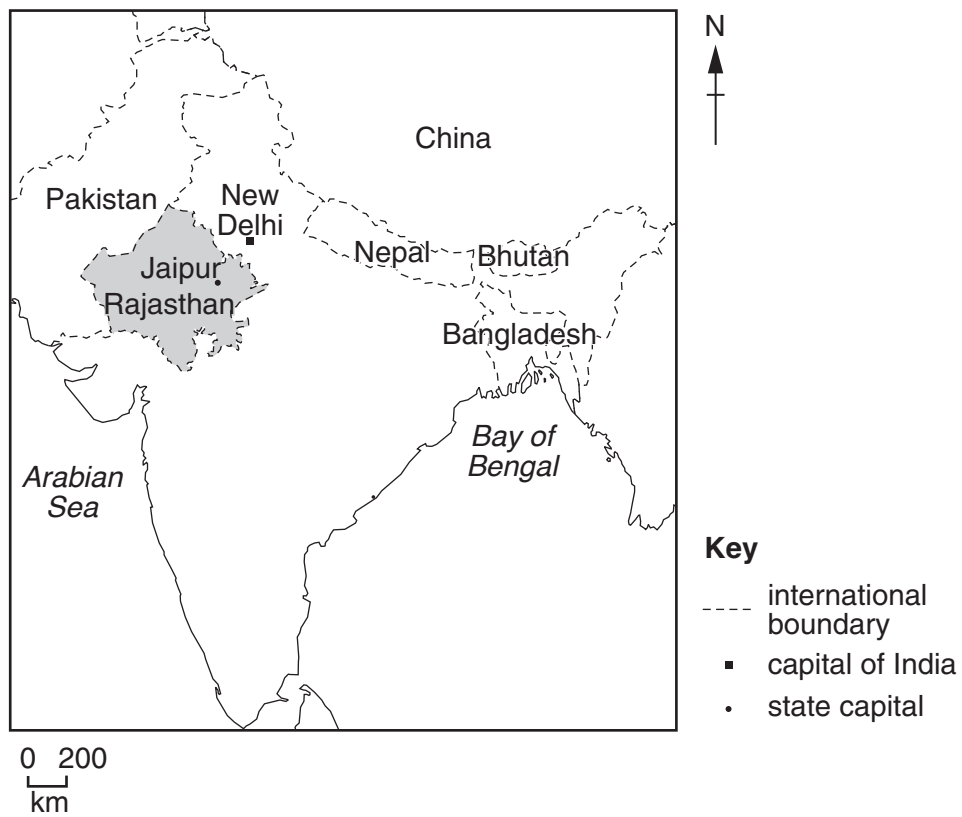 N
China
Pakistan
New
Delhi
Nepal
Bhutan
Jaipur
Rajasthan
Bangladesh
Bay of
Bengal
Arabian
Sea
Key
international
boundary
capital of India
state capital
0 200
km